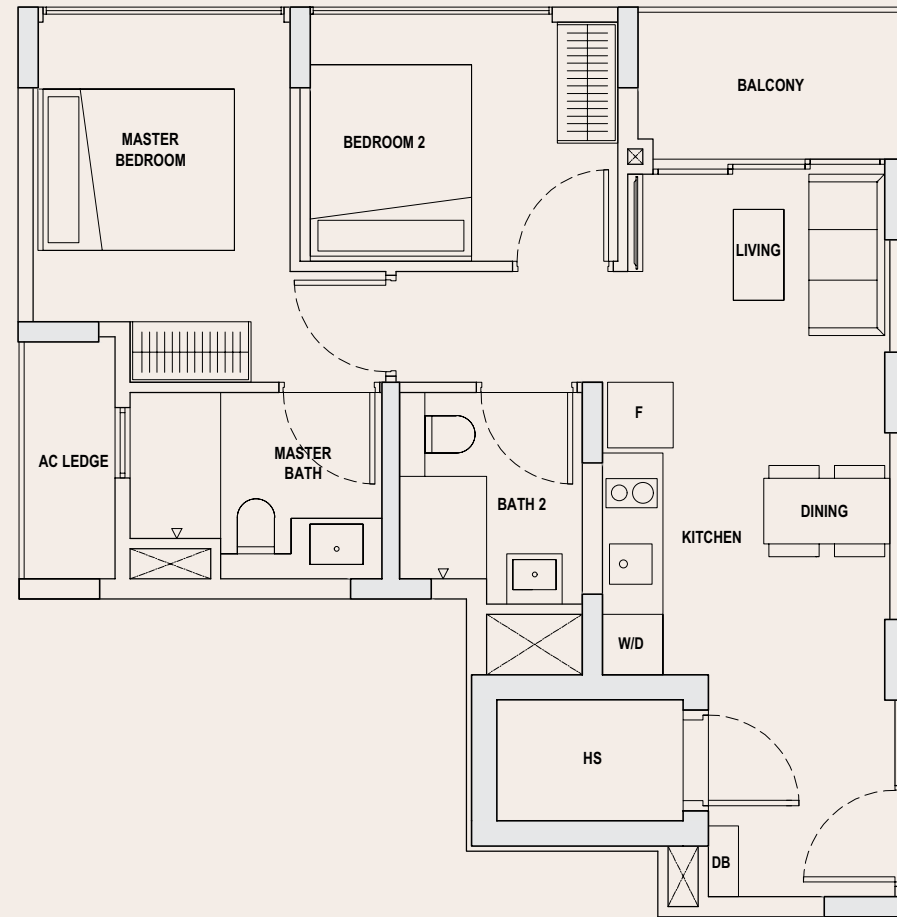 BALCONY
MASTER
BEDROOM
BEDROOM 2
LIVING
F
AC LEDGE
MASTER
BATH
BATH 2
DINING
KITCHEN
W/D
HS
DB